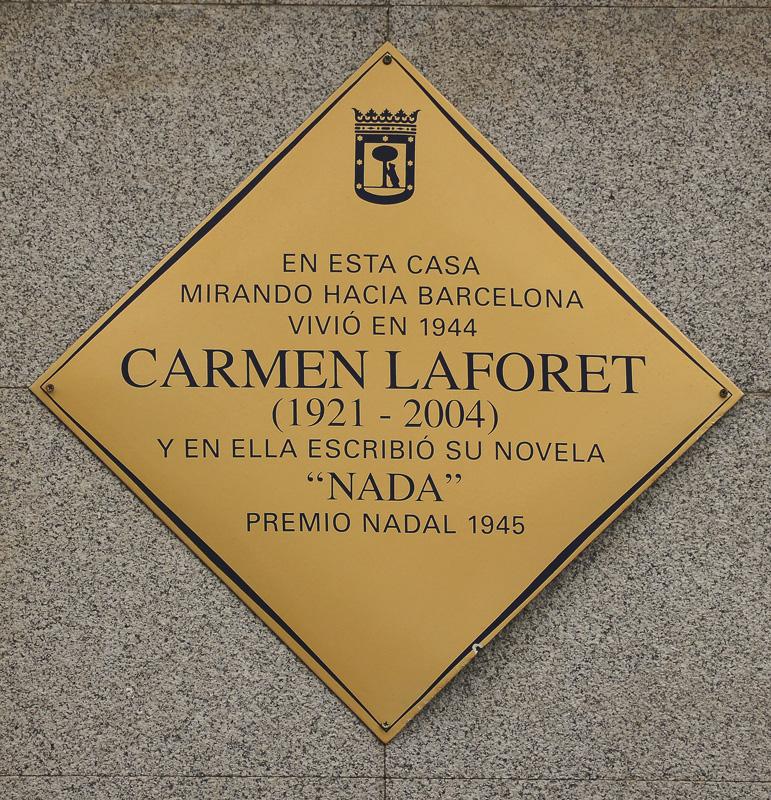 EN ESTA CASA
MIRANDO HACIA BARCELONA
VIVIÓ EN 1944
CARMEN LAFORET
(1921 - 2004)
Y EN ELLA ESCRIBIÓ SU NOVELA
“NADA”
PREMIO NADAL 1945